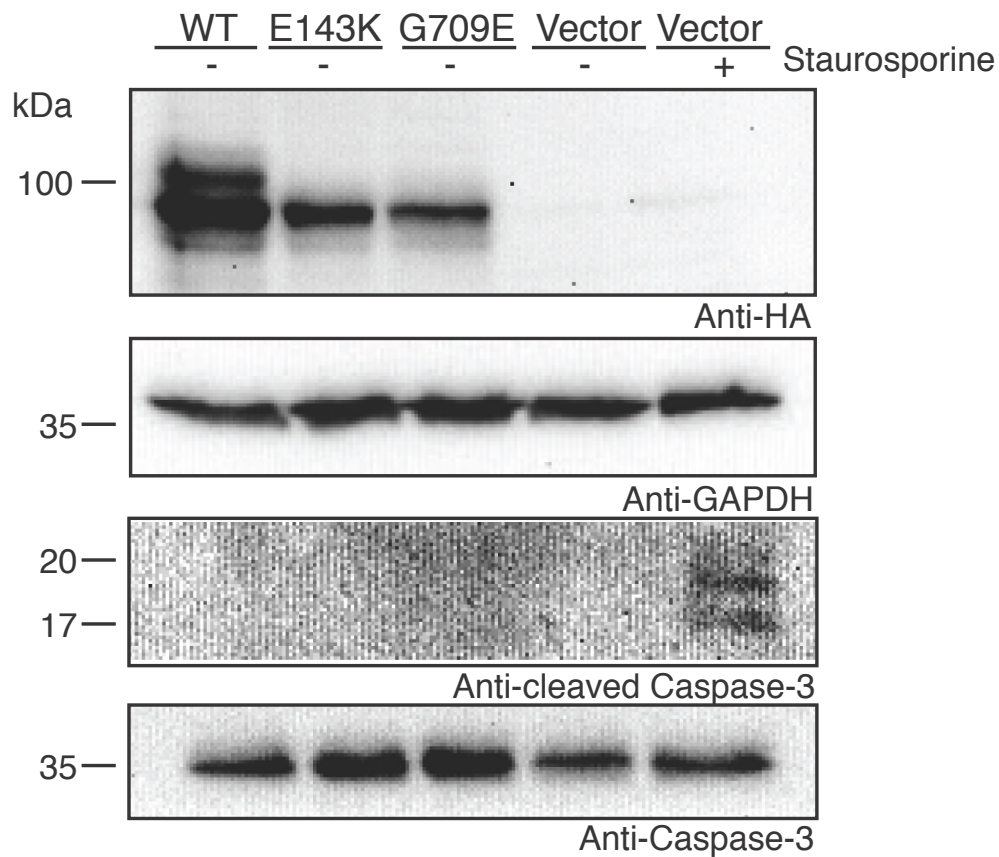 WT E143K G709E Vector Vector
- - - - + Staurosporine
kDa
100
Anti-HA
35
Anti-GAPDH
20
17
Anti-cleaved Caspase-3
35
Anti-Caspase-3